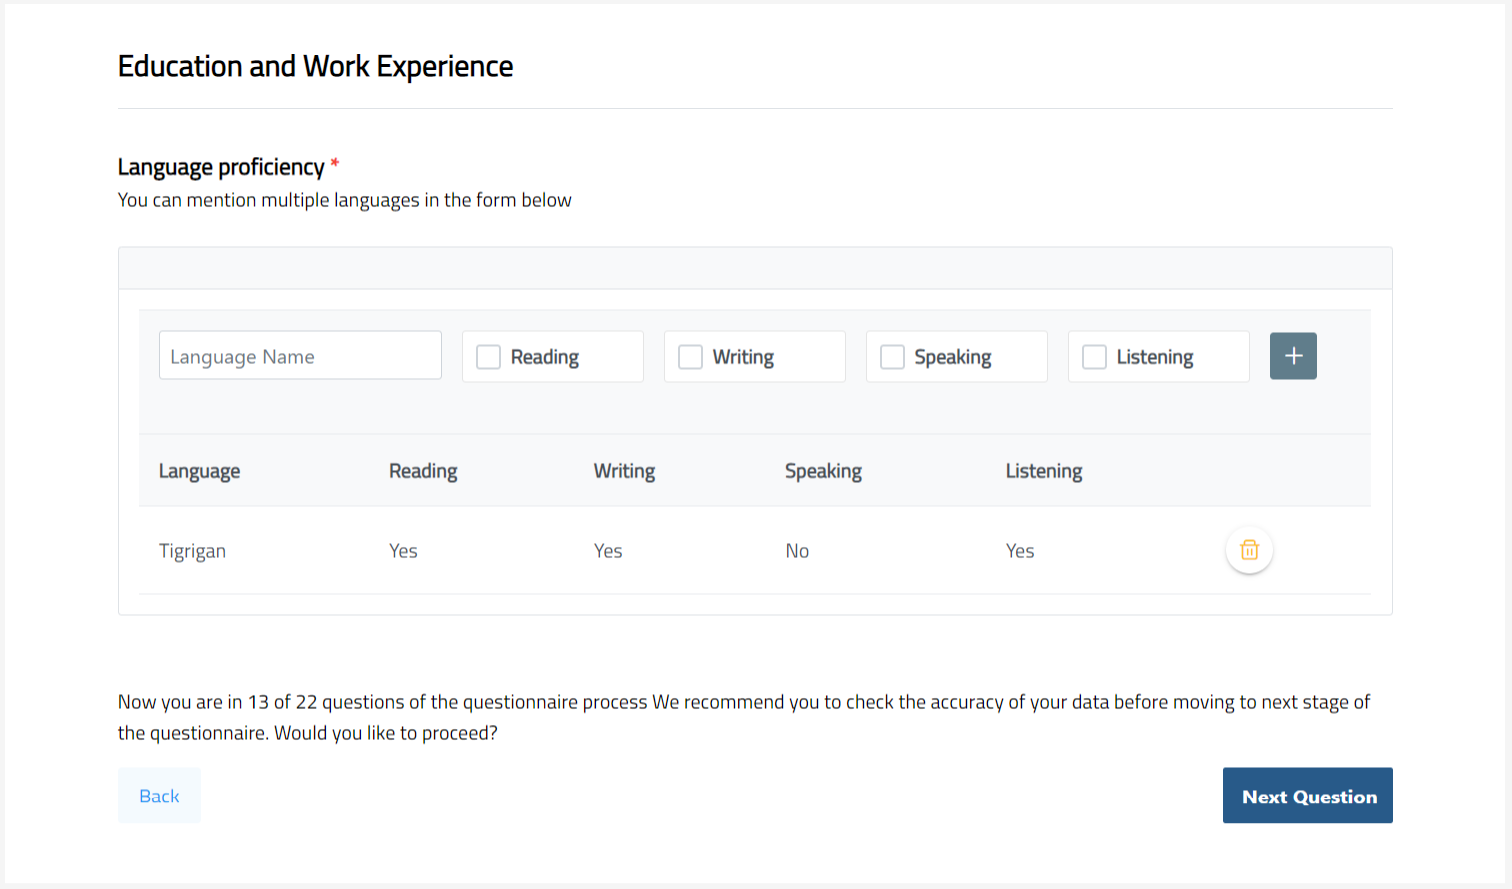 Education and Work Experience
Language proficiency *
You can mention multiple languages in the form below
Language Name
Reading
Writing
Speaking
Listening
+
Language Reading Writing Speaking Listening
Tigrigan Yes Yes No Yes
Now you are in 13 of 22 questions of the questionnaire process We recommend you to check the accuracy of your data before moving to next stage of
the questionnaire. Would you like to proceed?
Back
Next Question